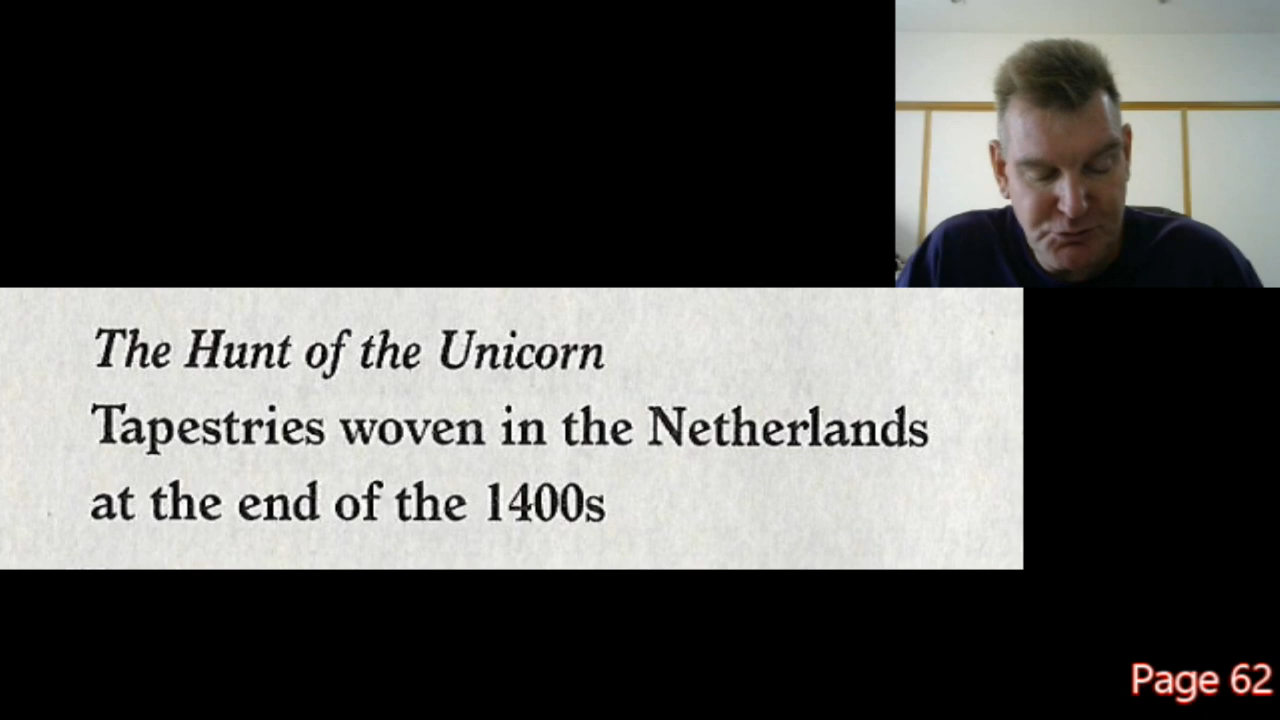 The Hunt of the Unicorn
Tapestries woven in the Netherlands
at the end of the 1400s
Page 62